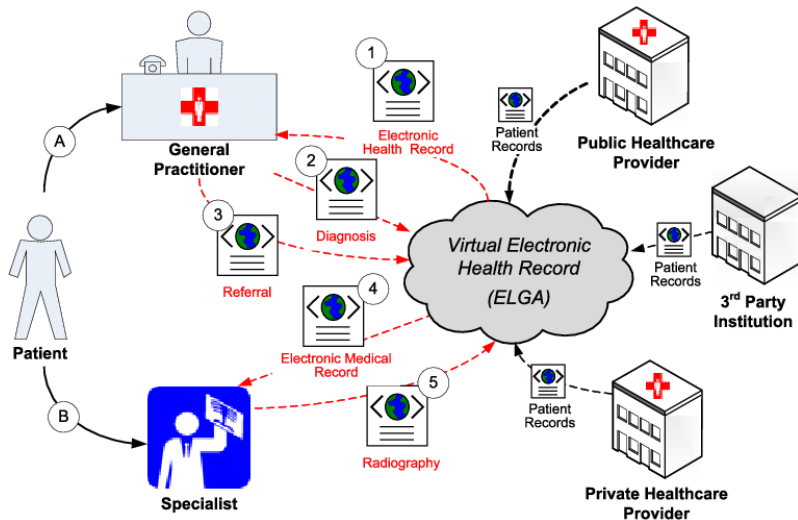 1
A
General
Practitioner
Electronic
Health Record
2
Diagnosis
3
Referral
Patient
Records
Public Healthcare
Provider
Virtual Electronic
Health Record
(ELGA)
Patient
Records
3rd Party
Institution
Patient
4
Electronic Medical
Record
B
5
Radiography
Specialist
Patient
Records
Private Healthcare
Provider